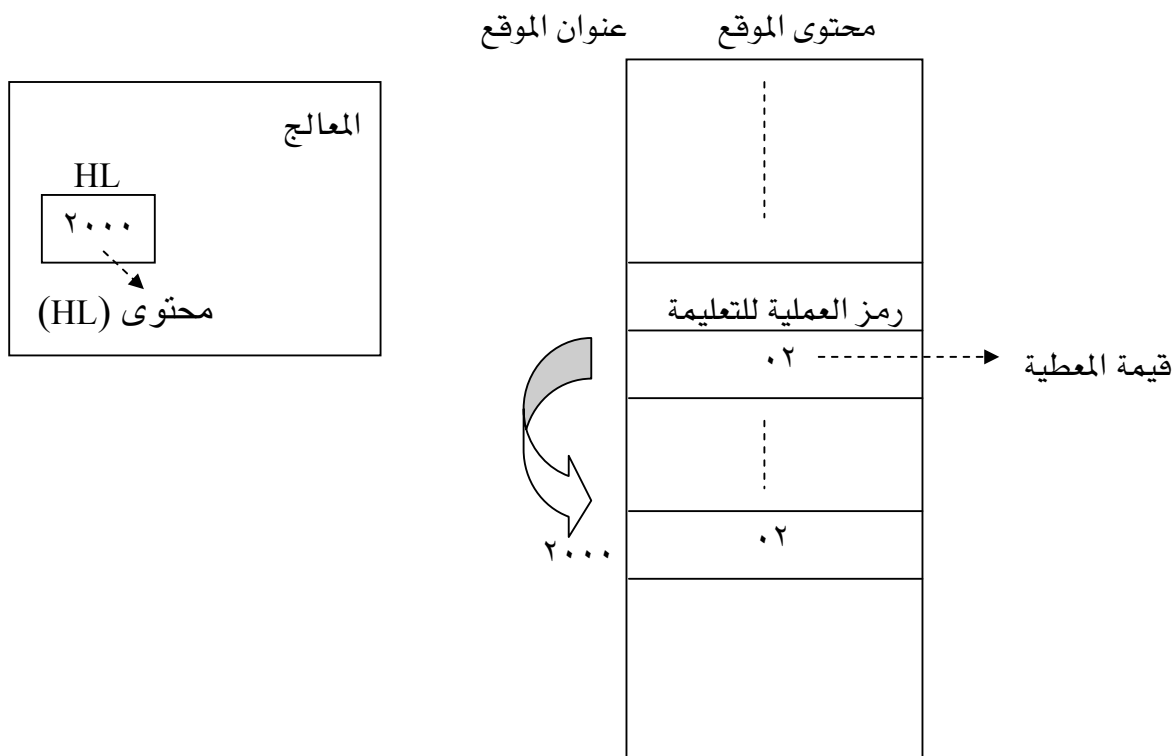 محتوى الموقع
عنوان الموقع
المعالج
HL
٢٠٠٠
محتوى (HL)
رمز العملية للتعليمة
٠٢
قيمة المعطية
٠٢
٢٠٠٠